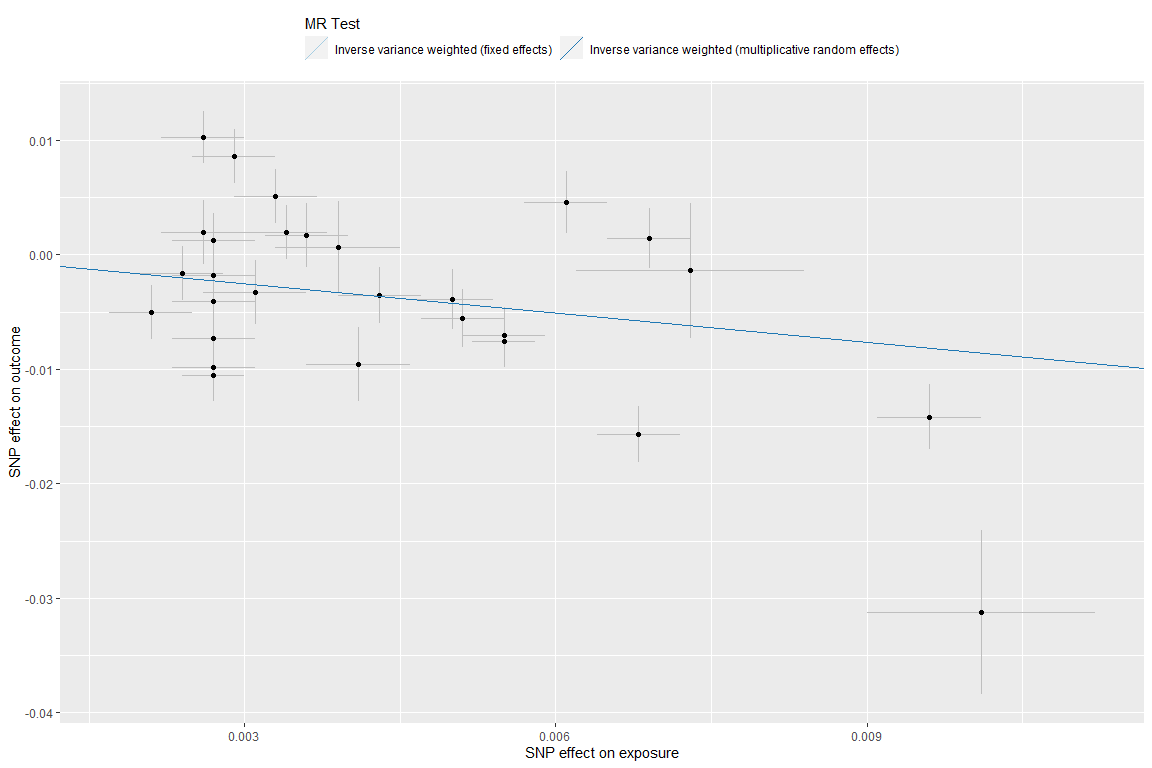 MR Test
Inverse variance weighted (fixed effects) Inverse variance weighted (multiplicative random effects)
0.01
0.00
-0.01
-0.02
-0.03
-0.04
SNP effect on outcome
0.003 0.006 0.009
SNP effect on exposure